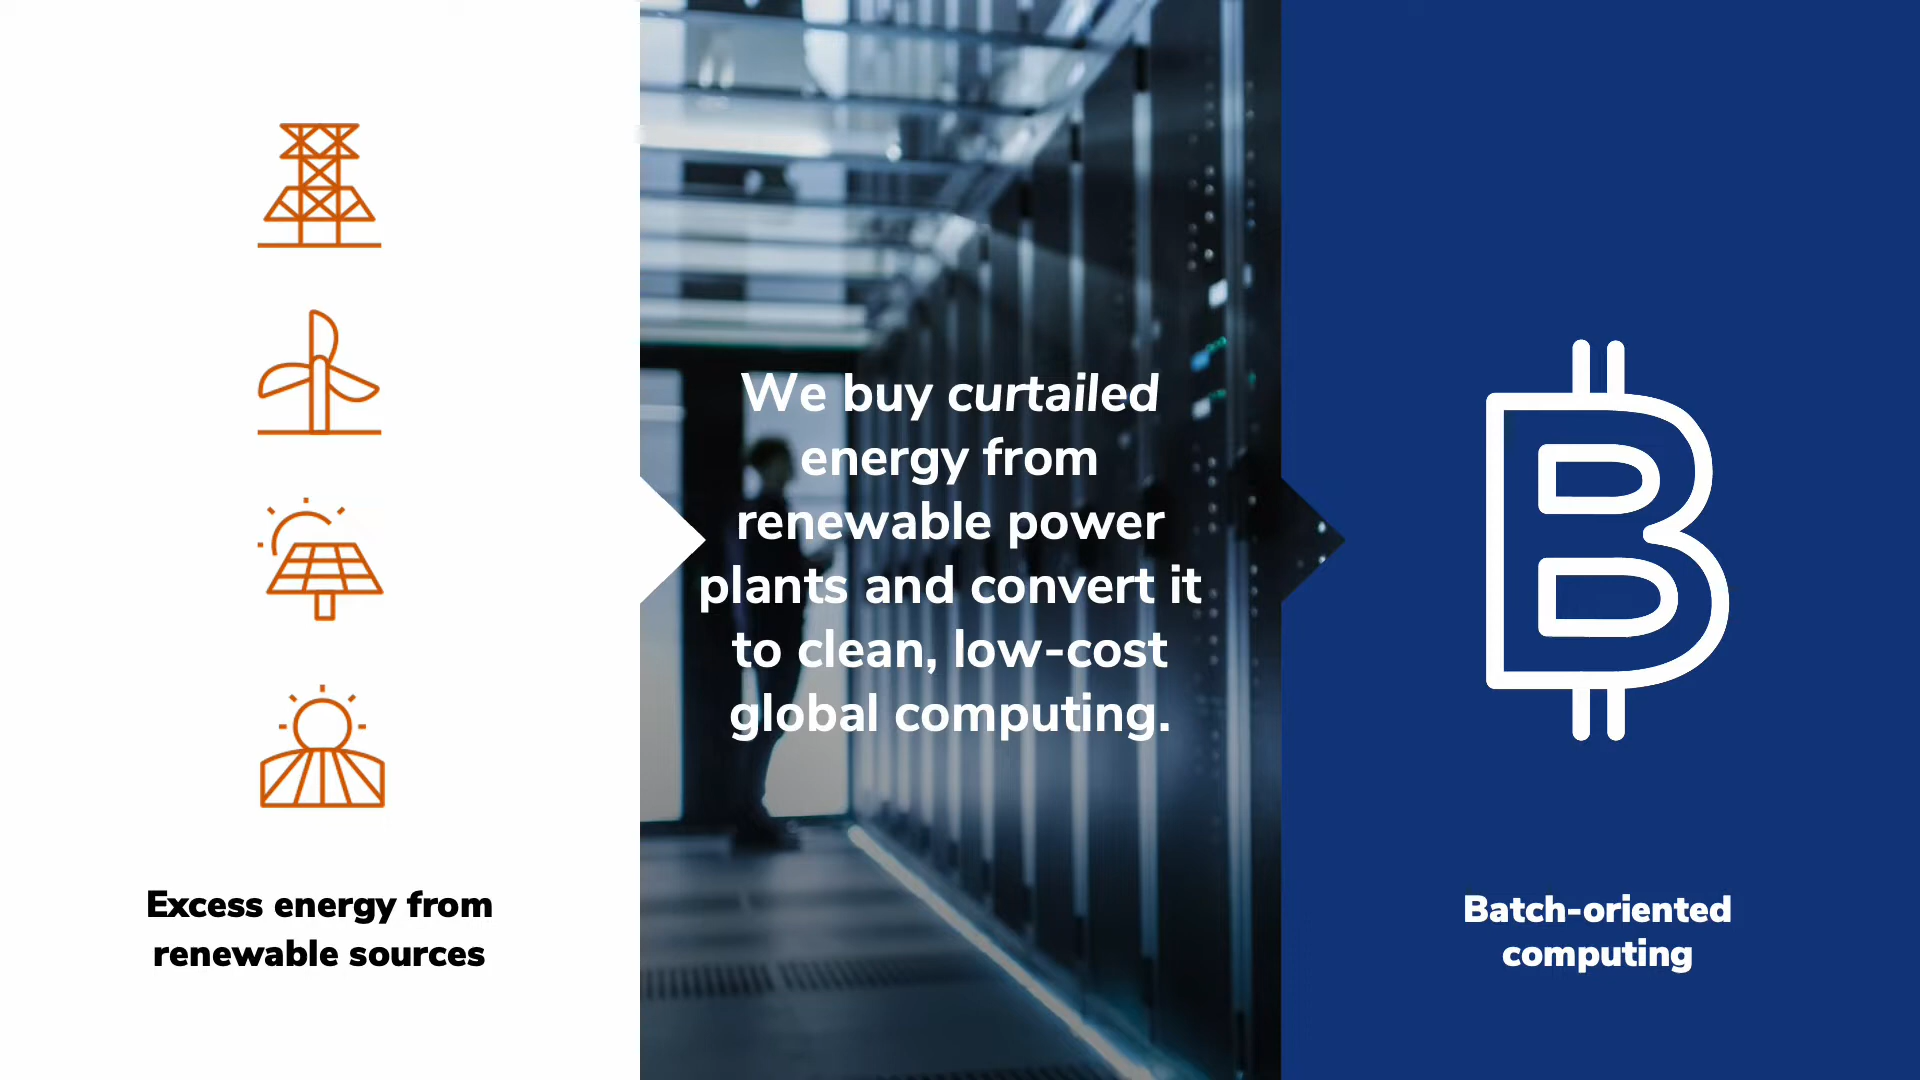 We buy curtailed
energy from
renewable power
plants and convert it
to clean, low-cost
global computing.
Excess energy from
renewable sources
Batch-oriented
computing